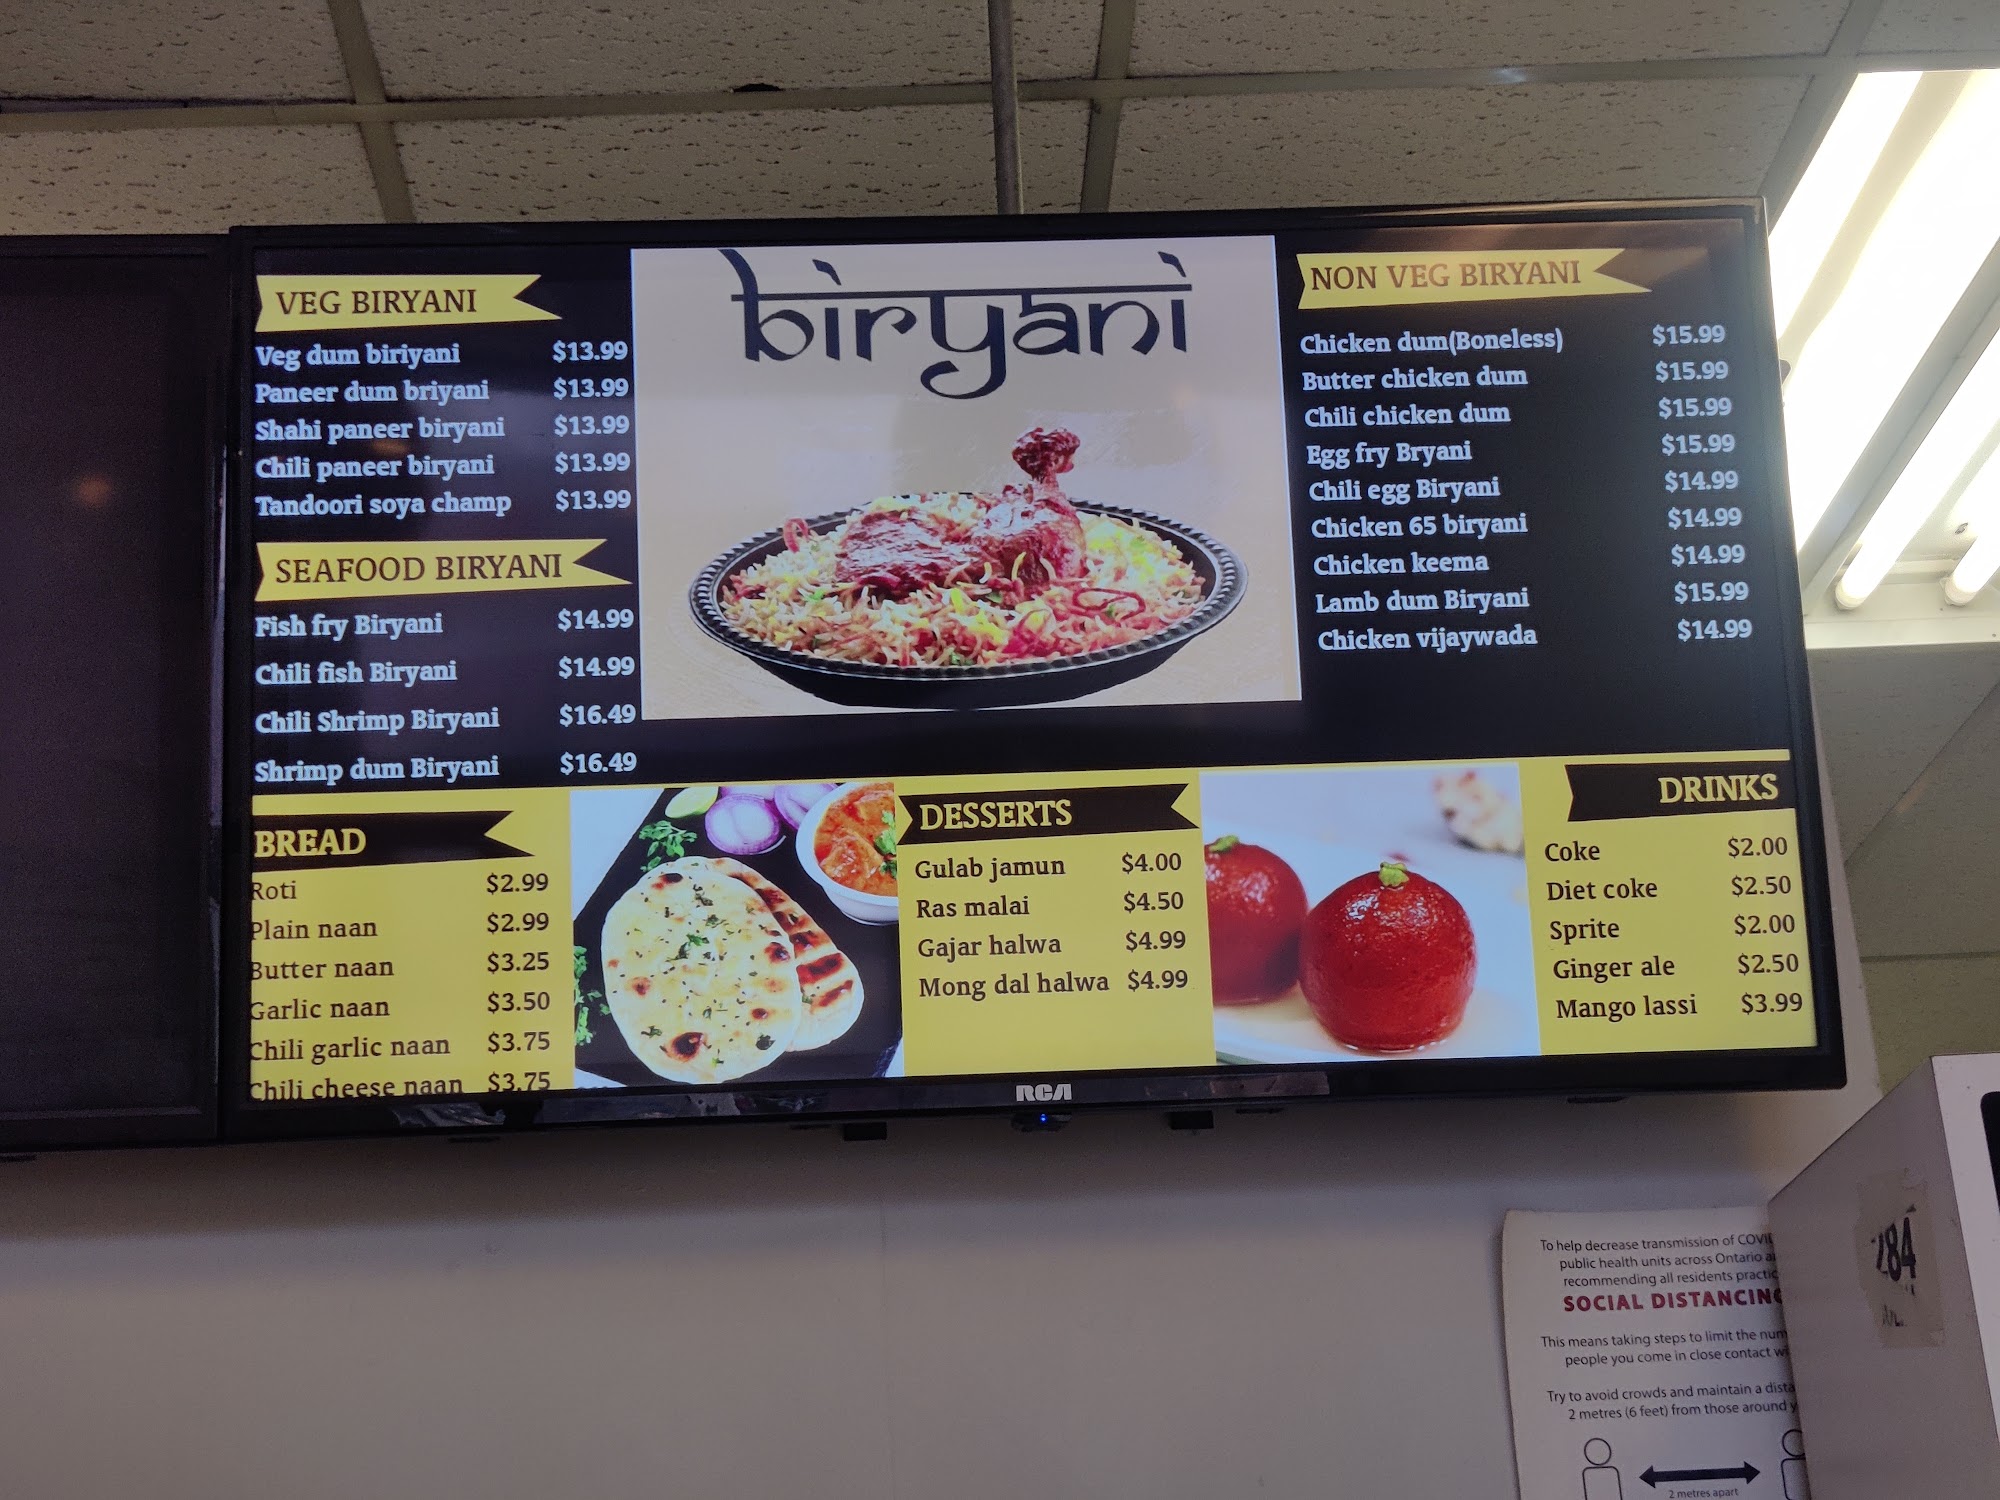 VEG BIRYANI
Veg dum biriyani $13.99
Paneer dum briyani $13.99
Shahi paneer biryani $13.99
Chili paneer biryani $13.99
Tandoori soya champ $13.99
SEAFOOD BIRYANI
Fish fry Biryani $14.99
Chili fish Biryani $14.99
Chili Shrimp Biryani $16.49
Shrimp dum Biryani $16.49
biryani
NON VEG BIRYANI
Chicken dum(Boneless) $15.99
Butter chicken dum $15.99
Chili chicken dum $15.99
Egg fry Bryani $15.99
Chili egg Biryani $14.99
Chicken 65 biryani $14.99
Chicken keema $14.99
Lamb dum Biryani $15.99
Chicken vijaywada $14.99
BREAD
Roti $2.99
Plain naan $2.99
Butter naan $3.25
Garlic naan $3.50
Chili garlic naan $3.75
Chili cheese naan $3.75
DESSERTS
Gulab jamun $4.00
Ras malai $4.50
Gajar halwa $4.99
Mong dal halwa $4.99
DRINKS
Coke $2.00
Diet coke $2.50
Sprite $2.00
Ginger ale $2.50
Mango lassi $3.99
RCA
To help decrease transmission of
public health units across Ontario
recommending all residents
SOCIAL DISTANCING
This means taking steps to limit the
people you come in close contact
Try to avoid crowds and maintain a
2 metres (6 feet) from those around
2 metres apart
284